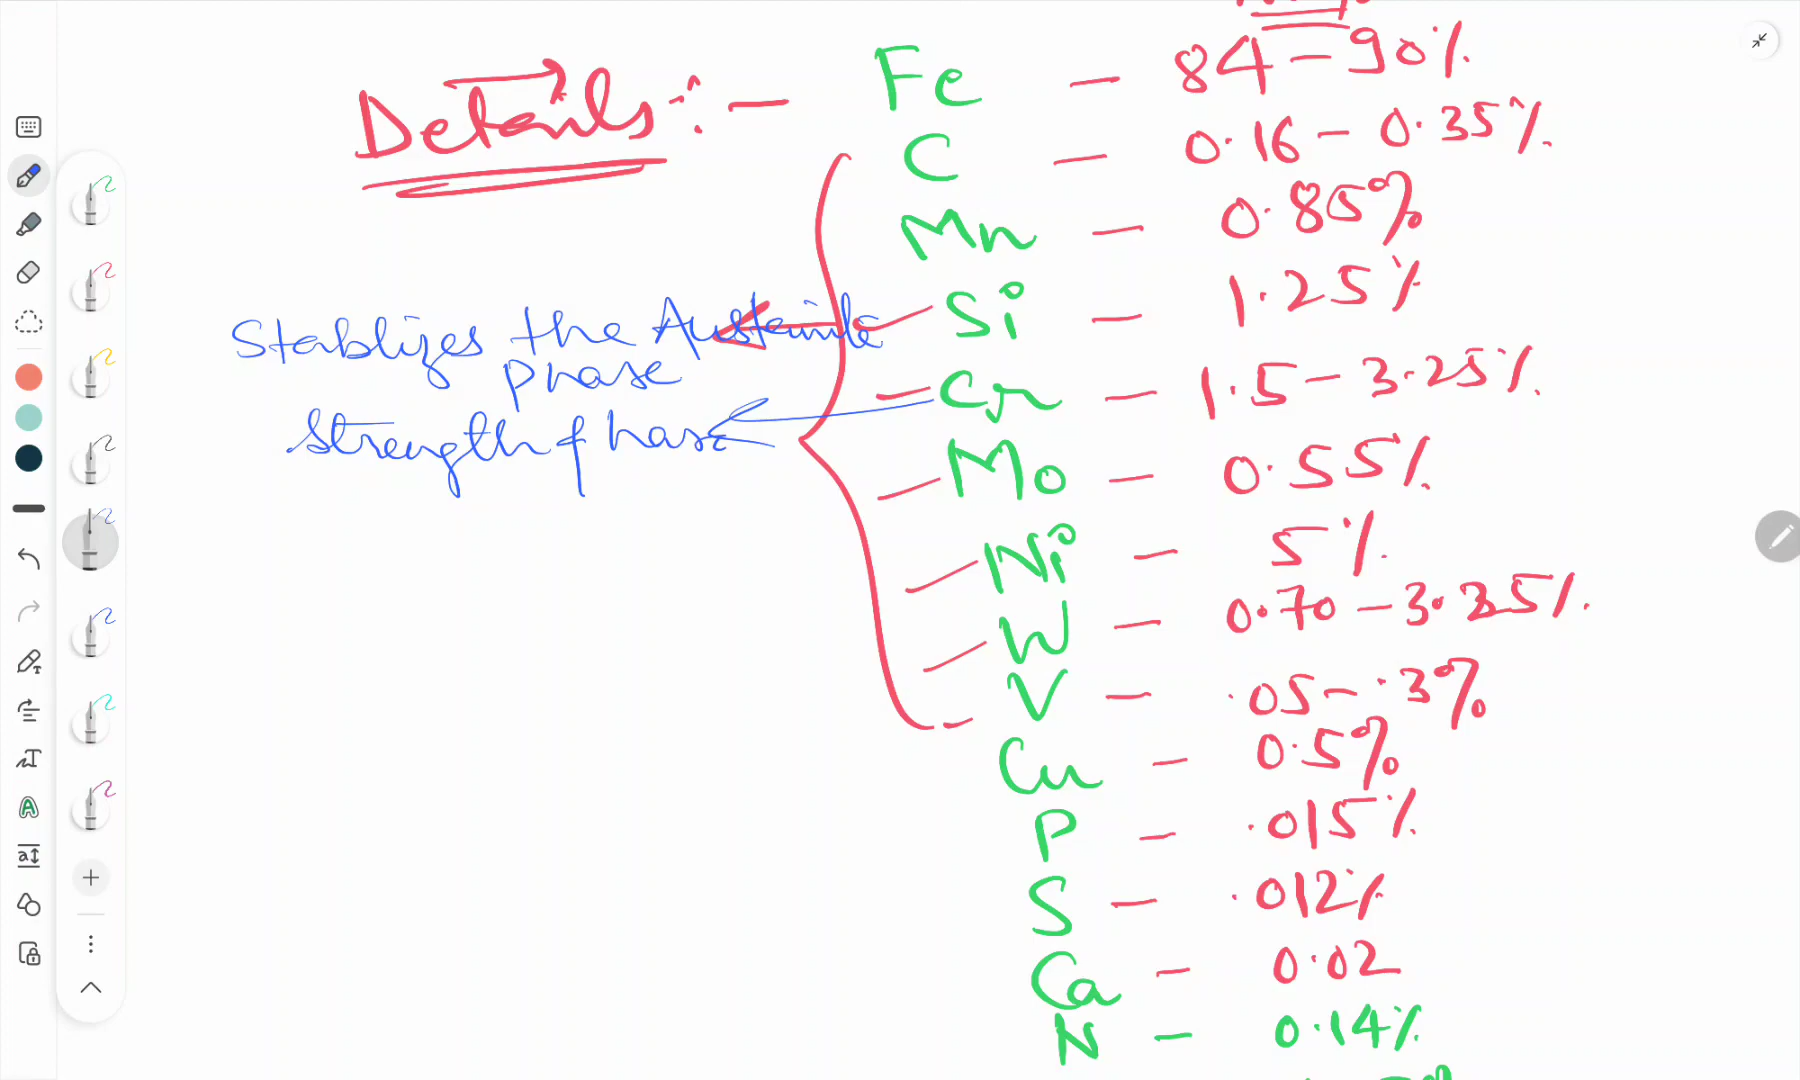 Details:-
Fe - 84-90%
C - 0.16-0.35%.
Mn - 0.85%
Si - 1.25%
Stablizes the Austenite
phase
Cr - 1.5-3.25%.
strength & hase
Mo - 0.55%
Ni - 5%.
W - 0.70-3.25%.
V - .05-.3%
Cu - 0.5%
P - .015%
S - .012%
Ca - 0.02
N - 0.14%